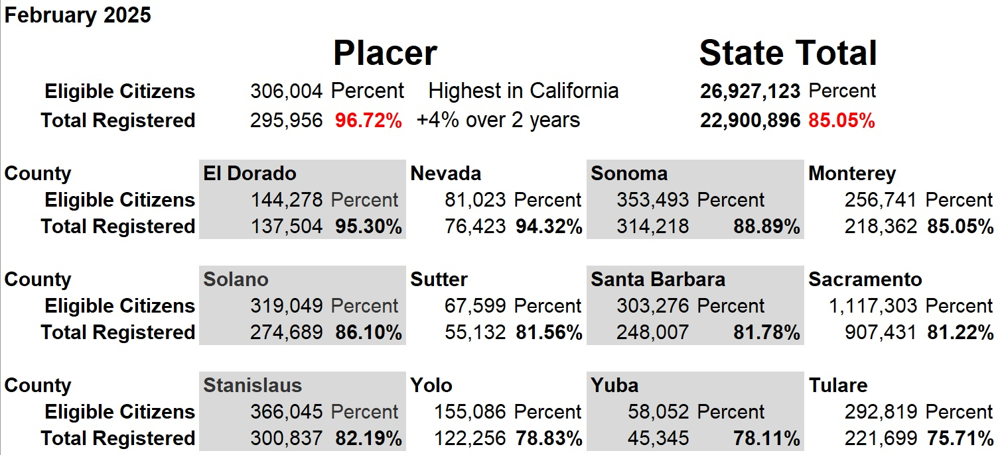 February 2025
Placer State Total
Eligible Citizens 306,004 Percent Highest in California 26,927,123 Percent
Total Registered 295,956 96.72% +4% over 2 years 22,900,896 85.05%
County El Dorado Nevada Sonoma Monterey
Eligible Citizens 144,278 Percent 81,023 Percent 353,493 Percent 256,741 Percent
Total Registered 137,504 95.30% 76,423 94.32% 314,218 88.89% 218,362 85.05%
County Solano Sutter Santa Barbara Sacramento
Eligible Citizens 319,049 Percent 67,599 Percent 303,276 Percent 1,117,303 Percent
Total Registered 274,689 86.10% 55,132 81.56% 248,007 81.78% 907,431 81.22%
County Stanislaus Yolo Yuba Tulare
Eligible Citizens 366,045 Percent 155,086 Percent 58,052 Percent 292,819 Percent
Total Registered 300,837 82.19% 122,256 78.83% 45,345 78.11% 221,699 75.71%